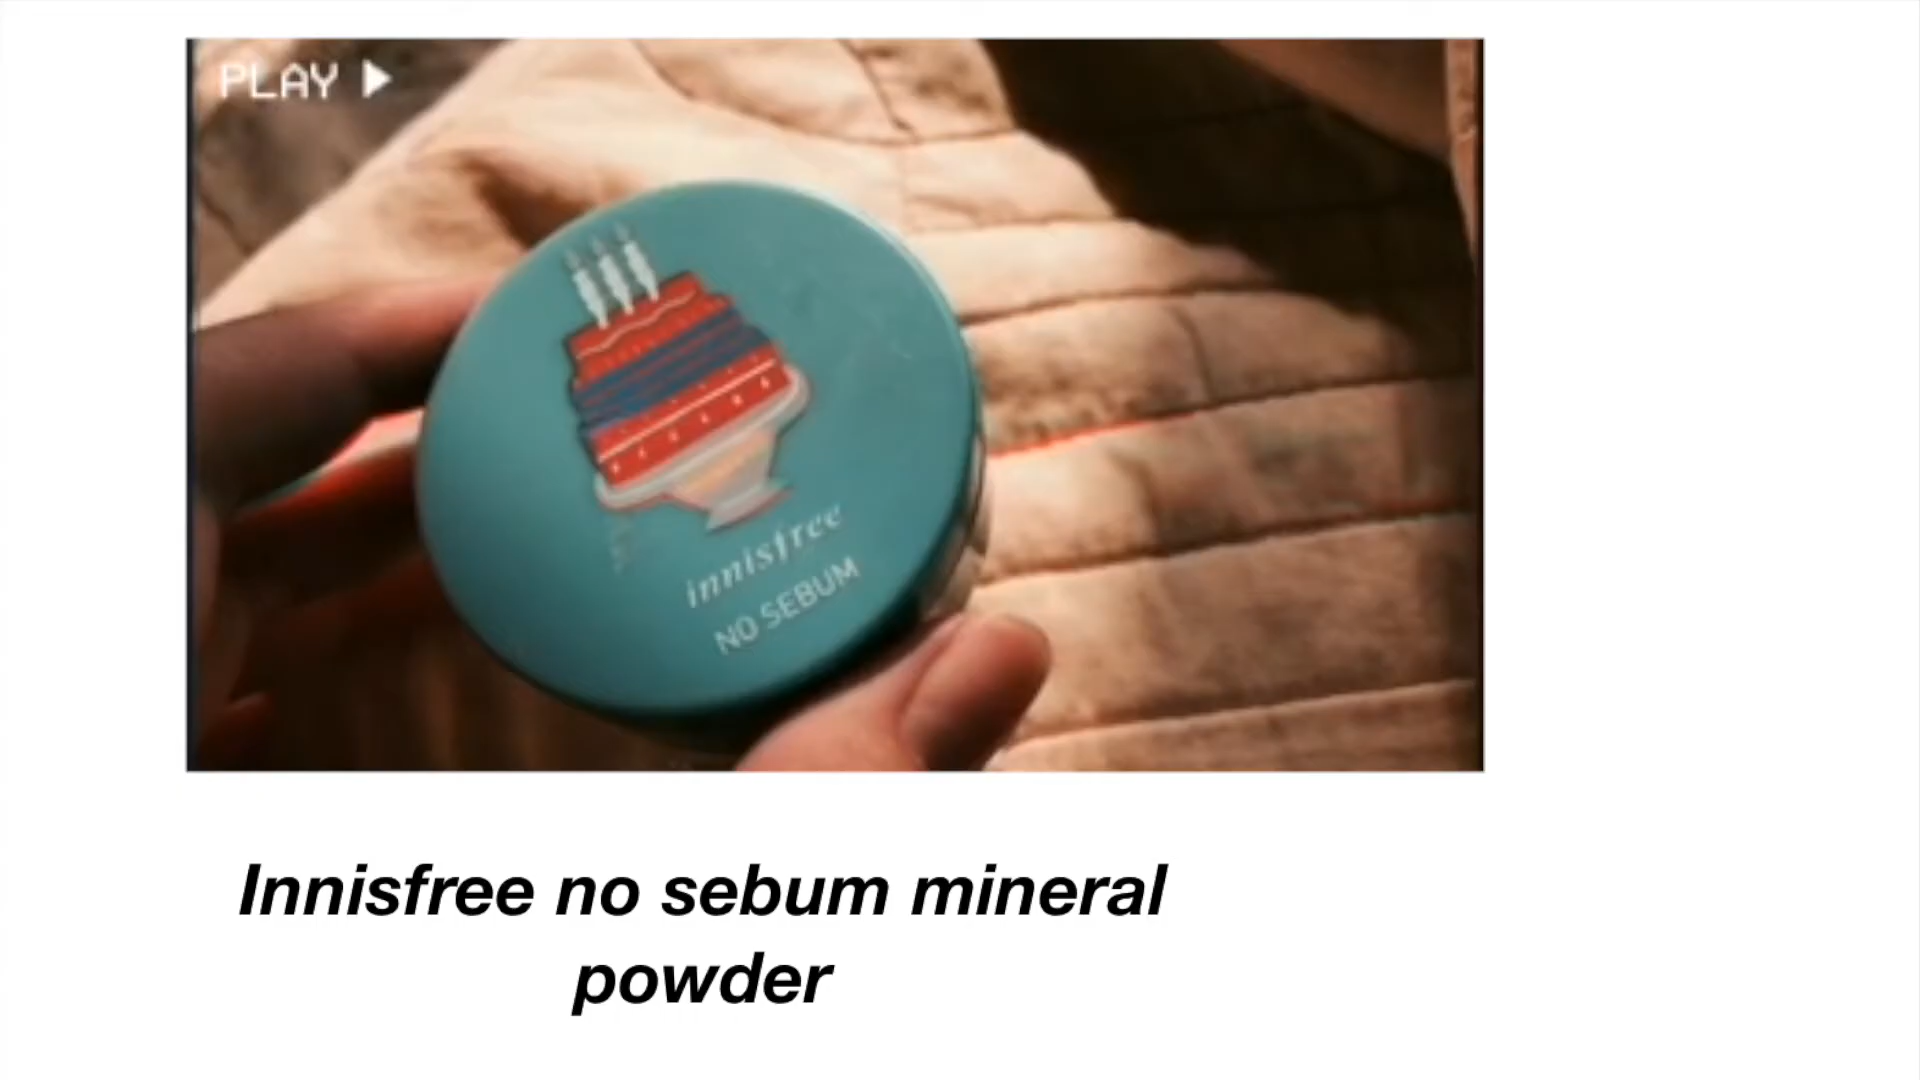 PLAY
innisfree
NO SEBUM
Innisfree no sebum mineral
powder